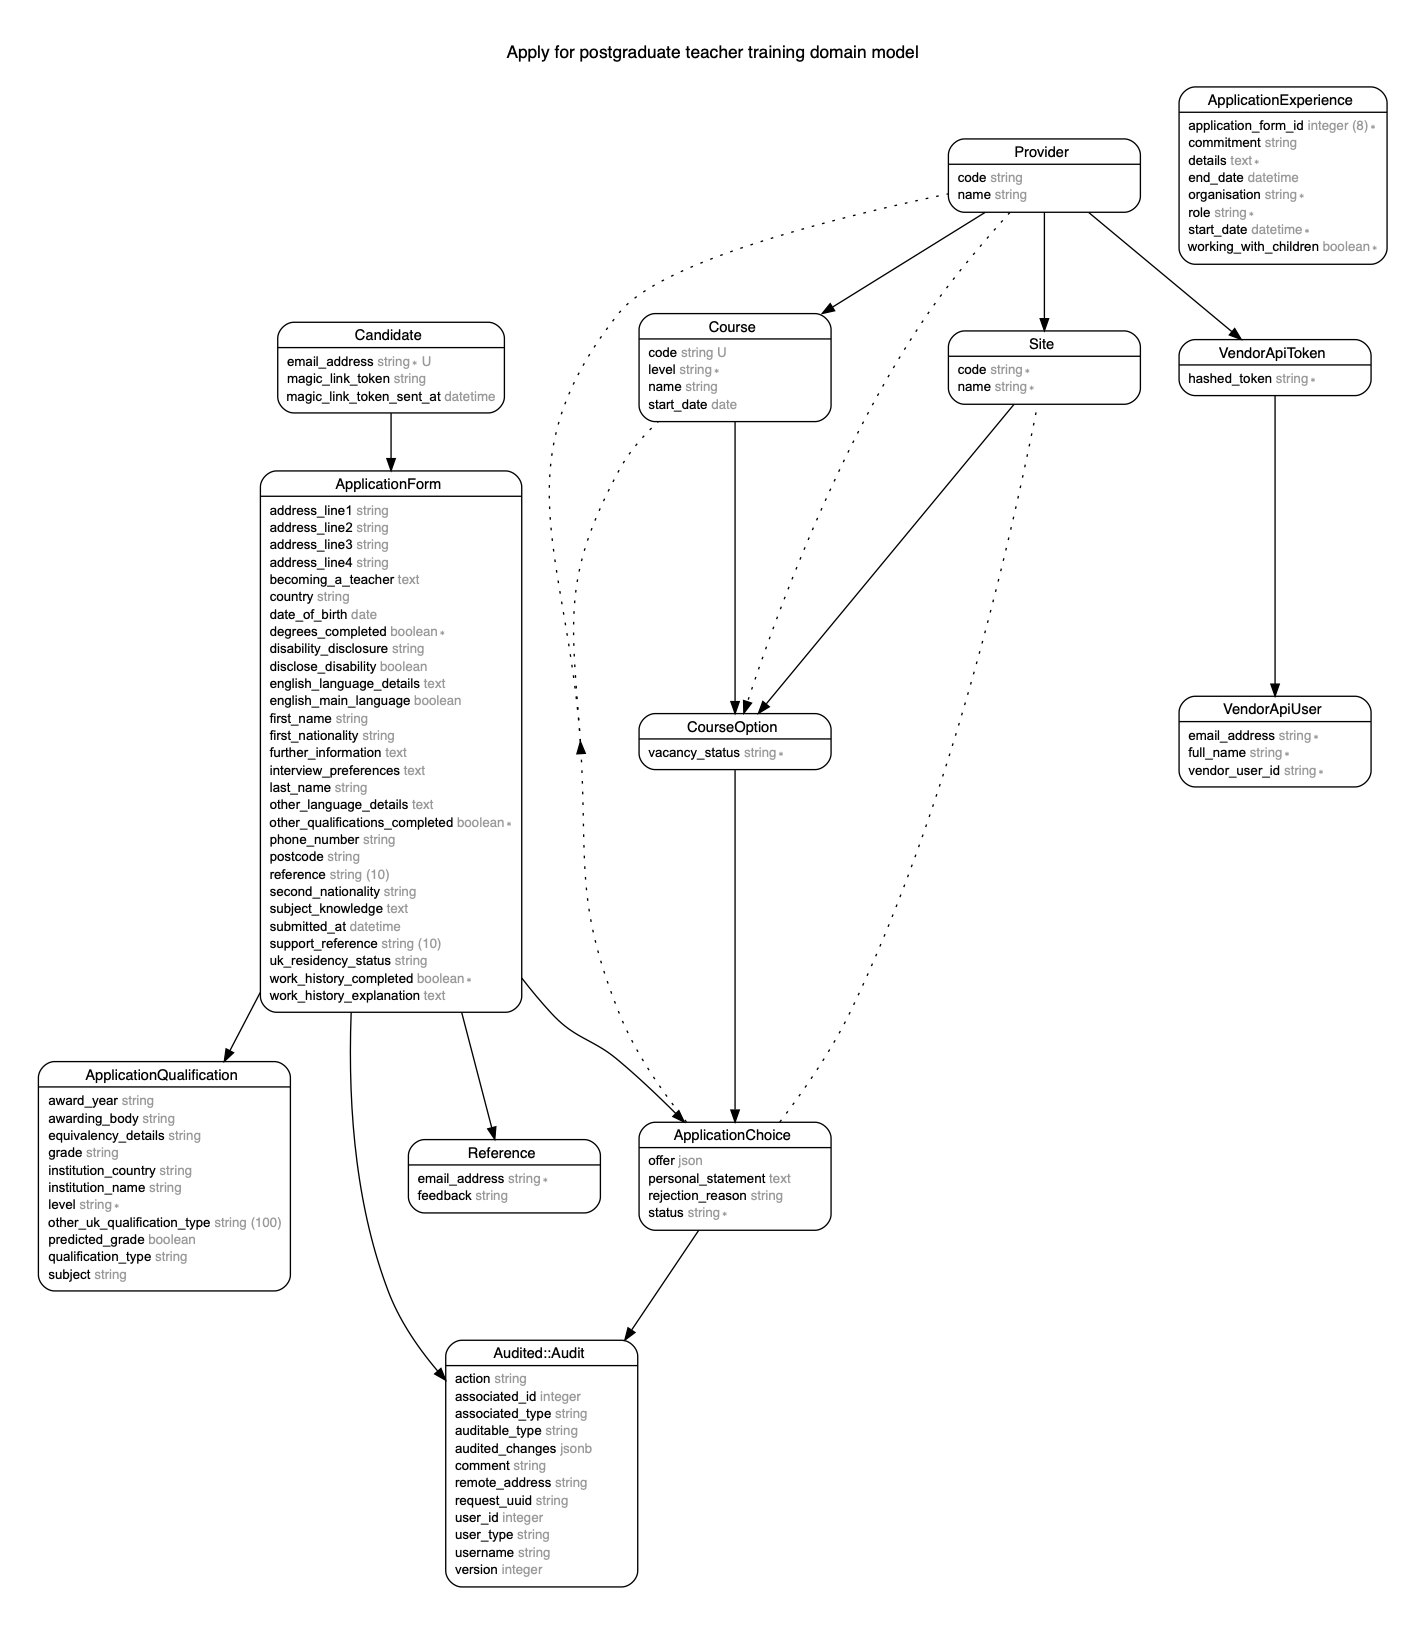 Apply for postgraduate teacher training domain model
ApplicationExperience
application_form_id integer (8) ∗
commitment string
details text ∗
end_date datetime
organisation string ∗
role string ∗
start_date datetime ∗
working_with_children boolean ∗
Provider
code string
name string
Course
code string U
level string ∗
name string
start_date date
Site
code string ∗
name string ∗
VendorApiToken
hashed_token string ∗
Candidate
email_address string ∗ U
magic_link_token string
magic_link_token_sent_at datetime
ApplicationForm
address_line1 string
address_line2 string
address_line3 string
address_line4 string
becoming_a_teacher text
country string
date_of_birth date
degrees_completed boolean ∗
disability_disclosure string
disclose_disability boolean
english_language_details text
english_main_language boolean
first_name string
first_nationality string
further_information text
interview_preferences text
last_name string
other_language_details text
other_qualifications_completed boolean ∗
phone_number string
postcode string
reference string (10)
second_nationality string
subject_knowledge text
submitted_at datetime
support_reference string (10)
uk_residency_status string
work_history_completed boolean ∗
work_history_explanation text
CourseOption
vacancy_status string ∗
VendorApiUser
email_address string ∗
full_name string ∗
vendor_user_id string ∗
ApplicationQualification
award_year string
awarding_body string
equivalency_details string
grade string
institution_country string
institution_name string
level string ∗
other_uk_qualification_type string (100)
predicted_grade boolean
qualification_type string
subject string
Reference
email_address string ∗
feedback string
ApplicationChoice
offer json
personal_statement text
rejection_reason string
status string ∗
Audited::Audit
action string
associated_id integer
associated_type string
auditable_type string
audited_changes jsonb
comment string
remote_address string
request_uuid string
user_id integer
user_type string
username string
version integer